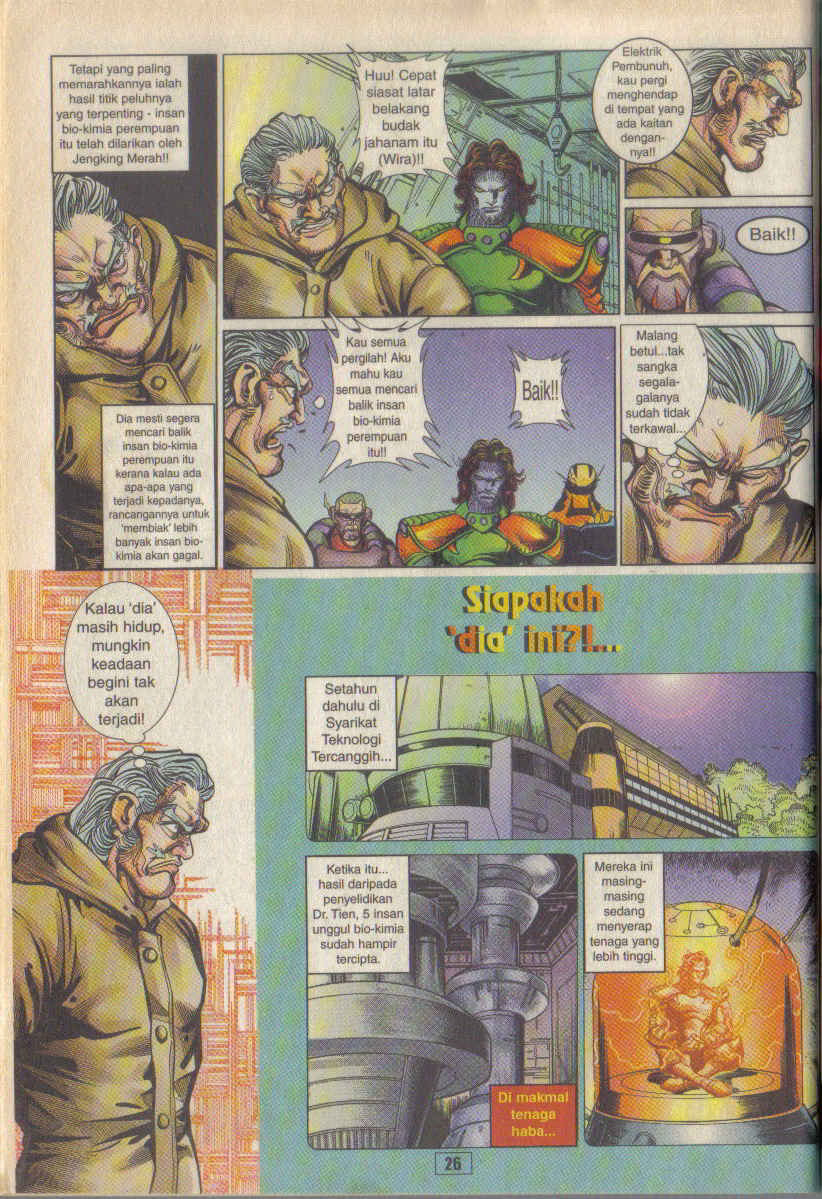 Tetapi yang paling
memarahkannya ialah
hasil titik peluhnya
yang terpenting - insan
bio-kimia perempuan
itu telah dilarikan oleh
Jengking Merah!!
Dia mesti segera
mencari balik
insan bio-kimia
perempuan itu
kerana kalau ada
apa-apa yang
terjadi kepadanya,
rancangannya untuk
'membiak' lebih
banyak insan bio-
kimia akan gagal.
Huu! Cepat
siasat latar
belakang
budak
jahanam itu
(Wira)!!
Elektrik
Pembunuh,
kau pergi
menghendap
di tempat yang
ada kaitan
dengan-
nya!!
Baik!!
Kau semua
pergilah! Aku
mahu kau
semua mencari
balik insan
bio-kimia
perempuan
itu!!
Baik!!
Malang
betul...tak
sangka
segala-
galanya
sudah tidak
terkawal...
Kalau 'dia'
masih hidup,
mungkin
keadaan
begini tak
akan
terjadi!
Siapakah
'dia' ini?!...
Setahun
dahulu di
Syarikat
Teknologi
Tercanggih...
Ketika itu...
hasil daripada
penyelidikan
Dr. Tien, 5 insan
unggul bio-kimia
sudah hampir
tercipta.
Di makmal
tenaga
haba...
Mereka ini
masing-
masing
sedang
menyerap
tenaga yang
lebih tinggi.
26